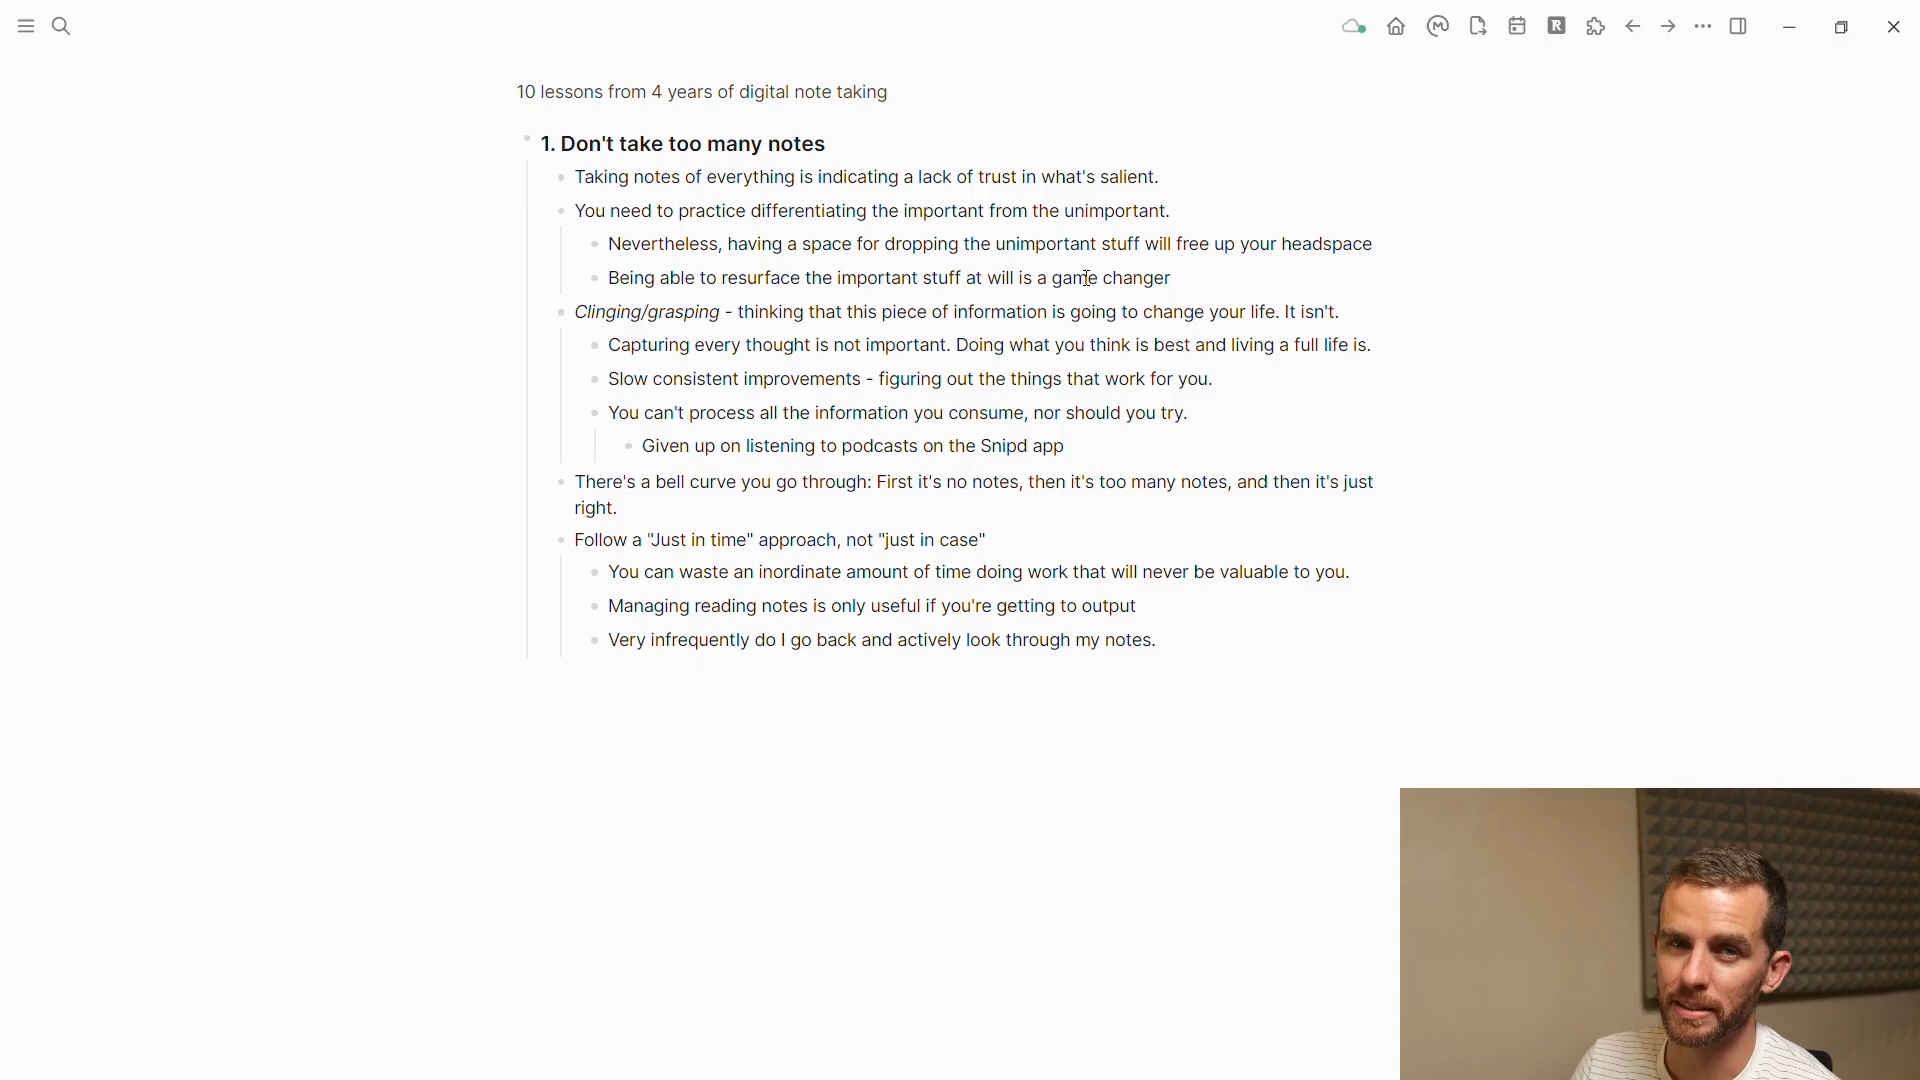 10 lessons from 4 years of digital note taking
1. Don't take too many notes
Taking notes of everything is indicating a lack of trust in what's salient.
You need to practice differentiating the important from the unimportant.
Nevertheless, having a space for dropping the unimportant stuff will free up your headspace
Being able to resurface the important stuff at will is a game changer
Clinging/grasping - thinking that this piece of information is going to change your life. It isn't.
Capturing every thought is not important. Doing what you think is best and living a full life is.
Slow consistent improvements - figuring out the things that work for you.
You can't process all the information you consume, nor should you try.
Given up on listening to podcasts on the Snipd app
There's a bell curve you go through: First it's no notes, then it's too many notes, and then it's just
right.
Follow a "Just in time" approach, not "just in case"
You can waste an inordinate amount of time doing work that will never be valuable to you.
Managing reading notes is only useful if you're getting to output
Very infrequently do I go back and actively look through my notes.